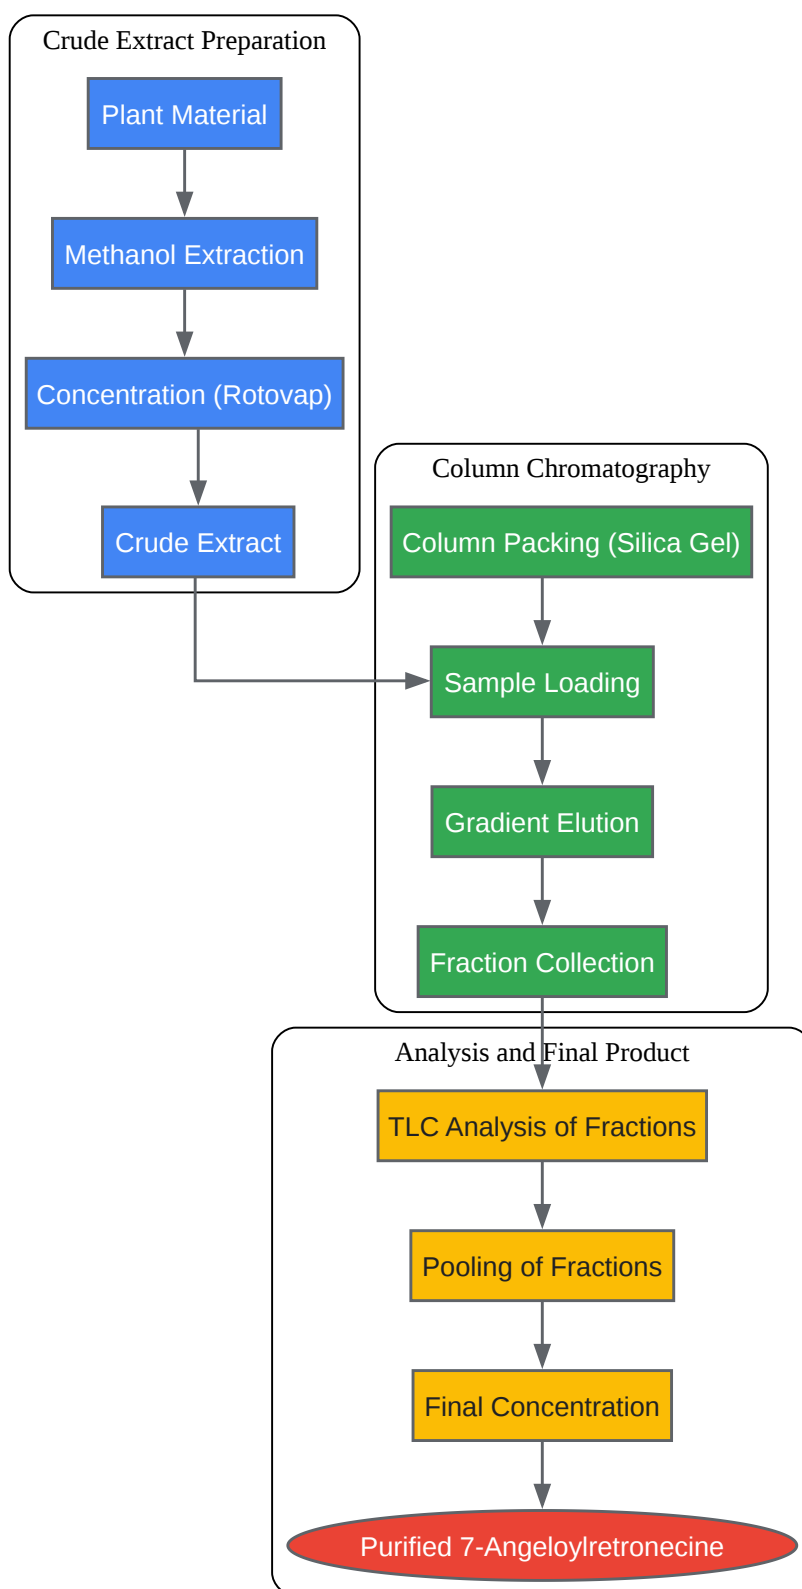 Crude Extract Preparation
Plant Material
Methanol Extraction
Concentration (Rotovap)
Crude Extract
Column Chromatography
Column Packing (Silica Gel)
Sample Loading
Gradient Elution
Fraction Collection
Analysis and Final Product
TLC Analysis of Fractions
Pooling of Fractions
Final Concentration
Purified 7-Angeloylretronecine